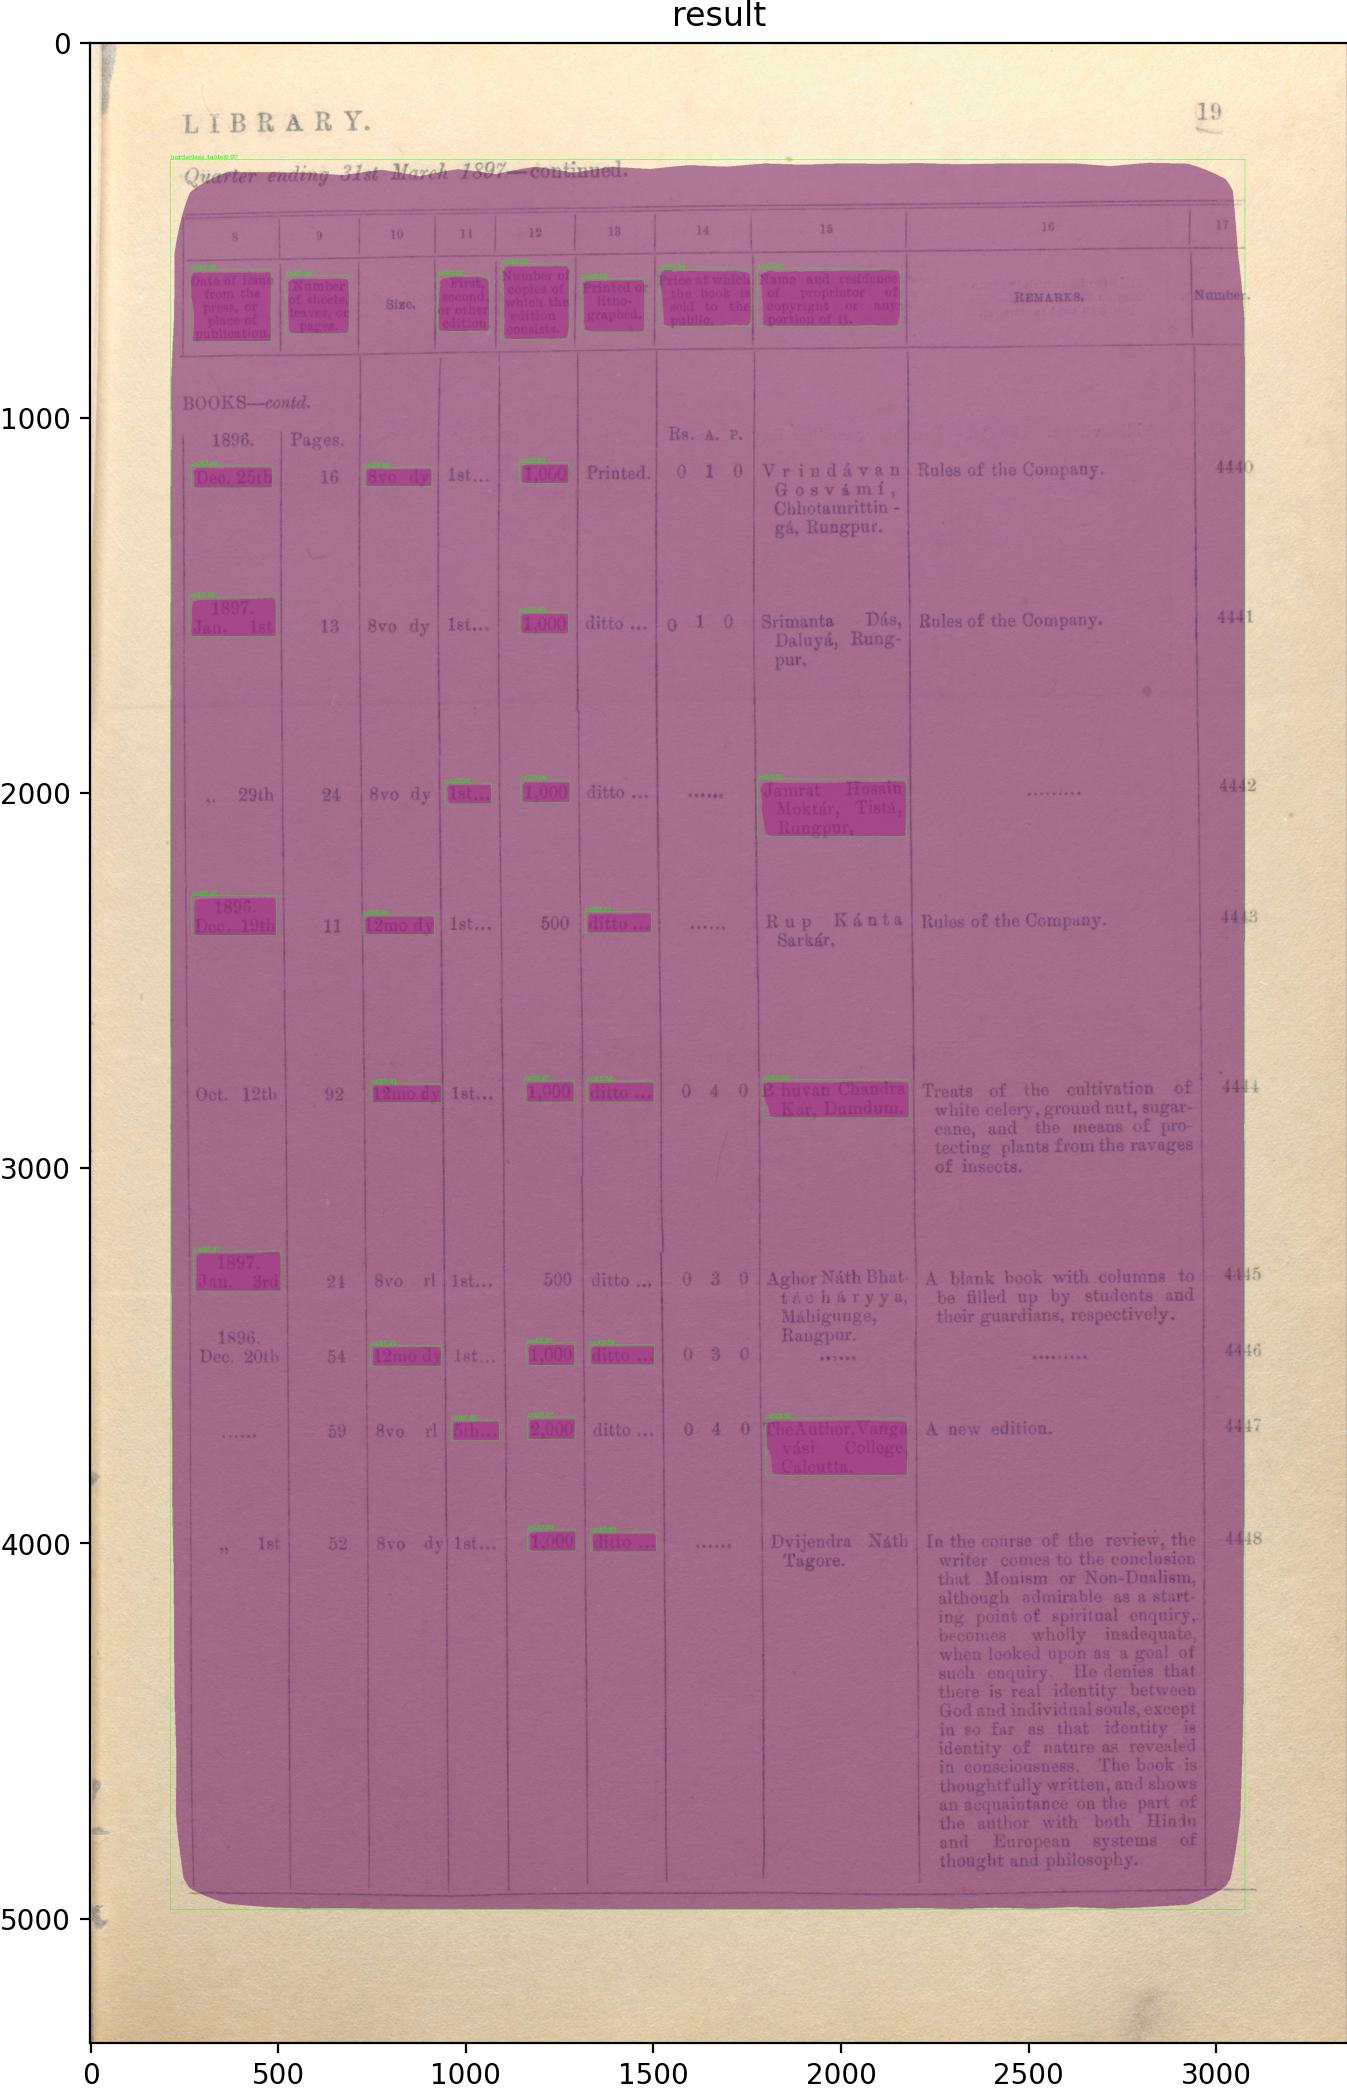 result
LIBRARY.
19
Quarter ending 31st March 1897—continued.
8 9 10 11 12 13 14 15 16 17
Date of issue from the press, or place of publication.
Number of sheets, leaves, or pages.
Size.
First, second, or other edition.
Number of copies of which the edition consists.
Printed or litho-graphed.
Price at which the book is sold to the public.
Name and residence of proprietor of copyright or any portion of it.
REMARKS.
Number.
BOOKS—contd.
1896. Pages. Rs. A. P.
Dec. 25th 16 8vo dy 1st... 1,000 Printed. 0 1 0 Vrindávan Rules of the Company. 4440
Gosvámí,
Chhotamrittin-
gá, Rungpur.
1897.
Jan. 1st 13 8vo dy 1st... 1,000 ditto ... 0 1 0 Srimanta Dás, Rules of the Company. 4441
Daluyá, Rung-
pur.
„ 29th 24 8vo dy 1st... 1,000 ditto ... ...... Jamrat Hosain ......... 4442
Moktár, Tistá,
Rungpur,
1896.
Dec. 19th 11 12mo dy 1st... 500 ditto ... ...... Rup Kánta Rules of the Company. 4443
Sarkár,
Oct. 12th 92 12mo dy 1st... 1,000 ditto ... 0 4 0 Bhuvan Chandra Treats of the cultivation of 4444
Kar, Dumdum. white celery, ground nut, sugar-
cane, and the means of pro-
tecting plants from the ravages
of insects.
1897.
Jan. 3rd 21 8vo rl 1st... 500 ditto ... 0 3 0 Aghor Náth Bhat- A blank book with columns to 4445
tácháryya, be filled up by students and
Máhigunge, their guardians, respectively.
Rangpur.
1896.
Dec. 20th 54 12mo dy 1st... 1,000 ditto ... 0 3 0 ...... ......... 4446
...... 59 8vo rl 5th... 2,000 ditto ... 0 4 0 The Author, Vanga A new edition. 4447
vási College,
Calcutta.
„ 1st 52 8vo dy 1st... 1,000 ditto ... ...... Dvijendra Náth In the course of the review, the 4448
Tagore. writer comes to the conclusion
that Monism or Non-Dualism,
although admirable as a start-
ing point of spiritual enquiry,
becomes wholly inadequate,
when looked upon as a goal of
such enquiry. He denies that
there is real identity between
God and individual souls, except
in so far as that identity is
identity of nature as revealed
in consciousness. The book is
thoughtfully written, and shows
an acquaintance on the part of
the author with both Hindu
and European systems of
thought and philosophy.
0
1000
2000
3000
4000
5000
0 500 1000 1500 2000 2500 3000